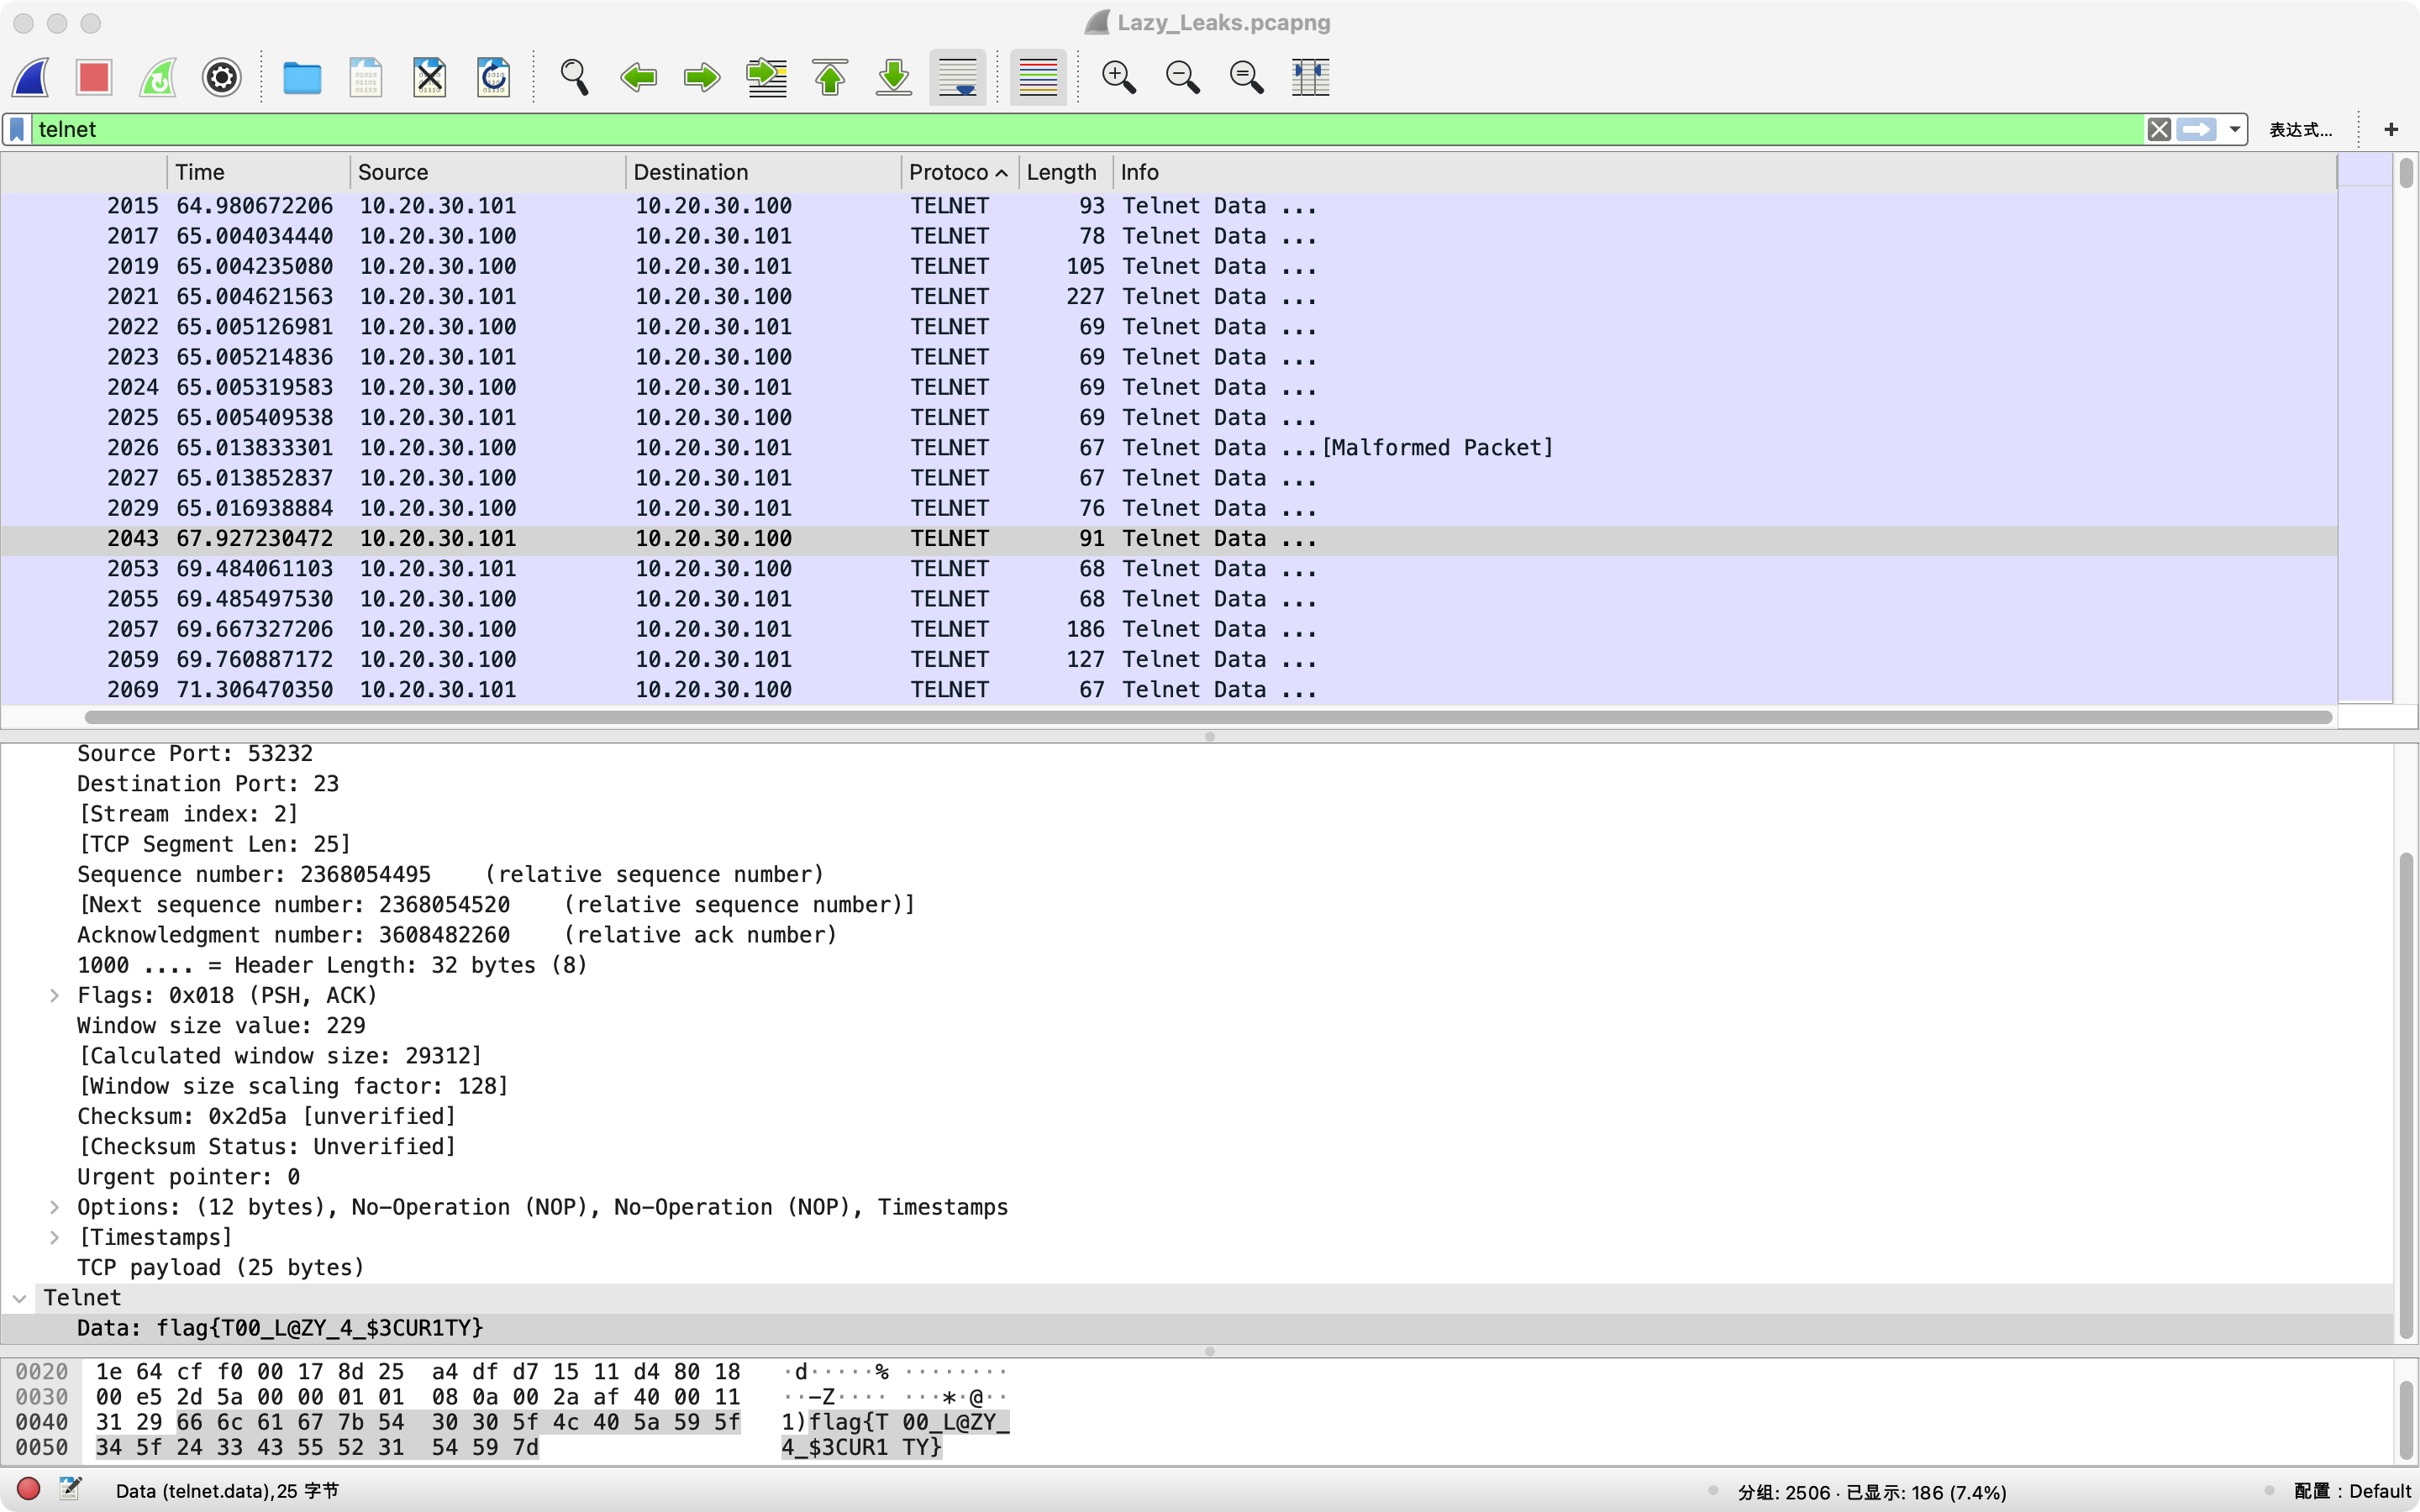 Lazy_Leaks.pcapng
telnet
表达式…
+
Time Source Destination Protoco Length Info
2015 64.980672206 10.20.30.101 10.20.30.100 TELNET 93 Telnet Data ...
2017 65.004034440 10.20.30.100 10.20.30.101 TELNET 78 Telnet Data ...
2019 65.004235080 10.20.30.100 10.20.30.101 TELNET 105 Telnet Data ...
2021 65.004621563 10.20.30.101 10.20.30.100 TELNET 227 Telnet Data ...
2022 65.005126981 10.20.30.100 10.20.30.101 TELNET 69 Telnet Data ...
2023 65.005214836 10.20.30.101 10.20.30.100 TELNET 69 Telnet Data ...
2024 65.005319583 10.20.30.100 10.20.30.101 TELNET 69 Telnet Data ...
2025 65.005409538 10.20.30.101 10.20.30.100 TELNET 69 Telnet Data ...
2026 65.013833301 10.20.30.100 10.20.30.101 TELNET 67 Telnet Data ...[Malformed Packet]
2027 65.013852837 10.20.30.100 10.20.30.101 TELNET 67 Telnet Data ...
2029 65.016938884 10.20.30.100 10.20.30.101 TELNET 76 Telnet Data ...
2043 67.927230472 10.20.30.101 10.20.30.100 TELNET 91 Telnet Data ...
2053 69.484061103 10.20.30.101 10.20.30.100 TELNET 68 Telnet Data ...
2055 69.485497530 10.20.30.100 10.20.30.101 TELNET 68 Telnet Data ...
2057 69.667327206 10.20.30.100 10.20.30.101 TELNET 186 Telnet Data ...
2059 69.760887172 10.20.30.100 10.20.30.101 TELNET 127 Telnet Data ...
2069 71.306470350 10.20.30.101 10.20.30.100 TELNET 67 Telnet Data ...
Source Port: 53232
Destination Port: 23
[Stream index: 2]
[TCP Segment Len: 25]
Sequence number: 2368054495 (relative sequence number)
[Next sequence number: 2368054520 (relative sequence number)]
Acknowledgment number: 3608482260 (relative ack number)
1000 .... = Header Length: 32 bytes (8)
Flags: 0x018 (PSH, ACK)
Window size value: 229
[Calculated window size: 29312]
[Window size scaling factor: 128]
Checksum: 0x2d5a [unverified]
[Checksum Status: Unverified]
Urgent pointer: 0
Options: (12 bytes), No-Operation (NOP), No-Operation (NOP), Timestamps
[Timestamps]
TCP payload (25 bytes)
Telnet
Data: flag{T00_L@ZY_4_$3CUR1TY}
0020 1e 64 cf f0 00 17 8d 25 a4 df d7 15 11 d4 80 18 ·d·····% ········
0030 00 e5 2d 5a 00 00 01 01 08 0a 00 2a af 40 00 11 ··-Z···· ···*·@··
0040 31 29 66 6c 61 67 7b 54 30 30 5f 4c 40 5a 59 5f 1)flag{T 00_L@ZY_
0050 34 5f 24 33 43 55 52 31 54 59 7d 4_$3CUR1 TY}
Data (telnet.data),25 字节
分组: 2506 · 已显示: 186 (7.4%)
配置：Default